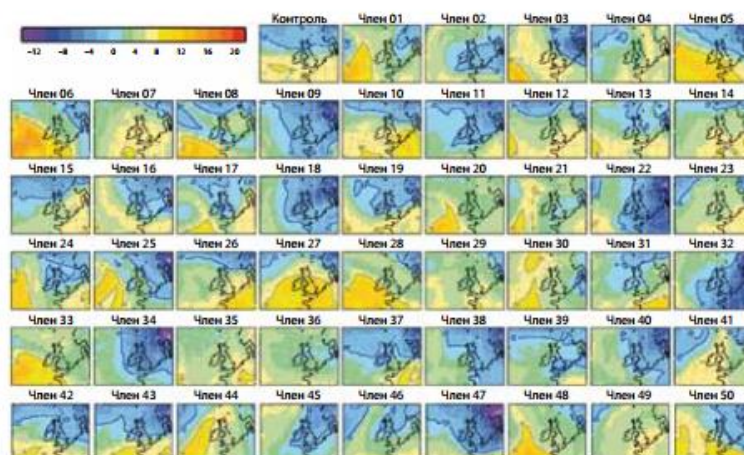 Контроль Член 01 Член 02 Член 03 Член 04 Член 05
−12 −8 −4 0 4 8 12 16 20
Член 06 Член 07 Член 08 Член 09 Член 10 Член 11 Член 12 Член 13 Член 14
Член 15 Член 16 Член 17 Член 18 Член 19 Член 20 Член 21 Член 22 Член 23
Член 24 Член 25 Член 26 Член 27 Член 28 Член 29 Член 30 Член 31 Член 32
Член 33 Член 34 Член 35 Член 36 Член 37 Член 38 Член 39 Член 40 Член 41
Член 42 Член 43 Член 44 Член 45 Член 46 Член 47 Член 48 Член 49 Член 50